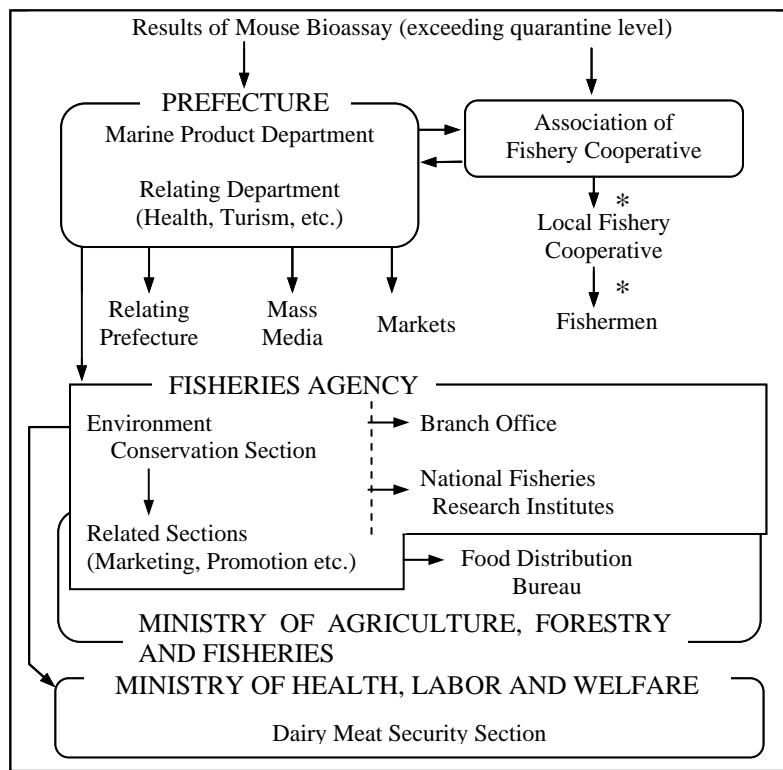 Results of Mouse Bioassay (exceeding quarantine level)
PREFECTURE
Marine Product Department
Relating Department
(Health, Turism, etc.)
Association of
Fishery Cooperative
*
Local Fishery
Cooperative
*
Fishermen
Relating
Prefecture
Mass
Media
Markets
FISHERIES AGENCY
Environment
Conservation Section
Related Sections
(Marketing, Promotion etc.)
Branch Office
National Fisheries
Research Institutes
Food Distribution
Bureau
MINISTRY OF AGRICULTURE, FORESTRY
AND FISHERIES
MINISTRY OF HEALTH, LABOR AND WELFARE
Dairy Meat Security Section